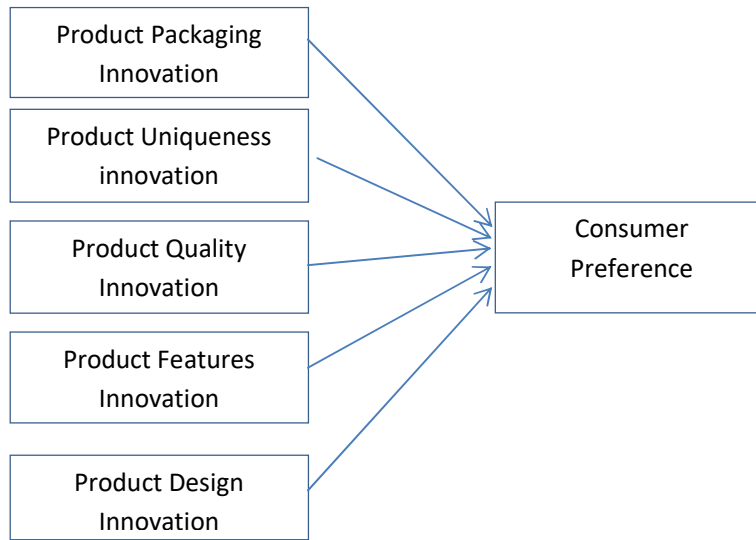 Product Packaging
Innovation
Product Uniqueness
innovation
Product Quality
Innovation
Product Features
Innovation
Product Design
Innovation
Consumer
Preference